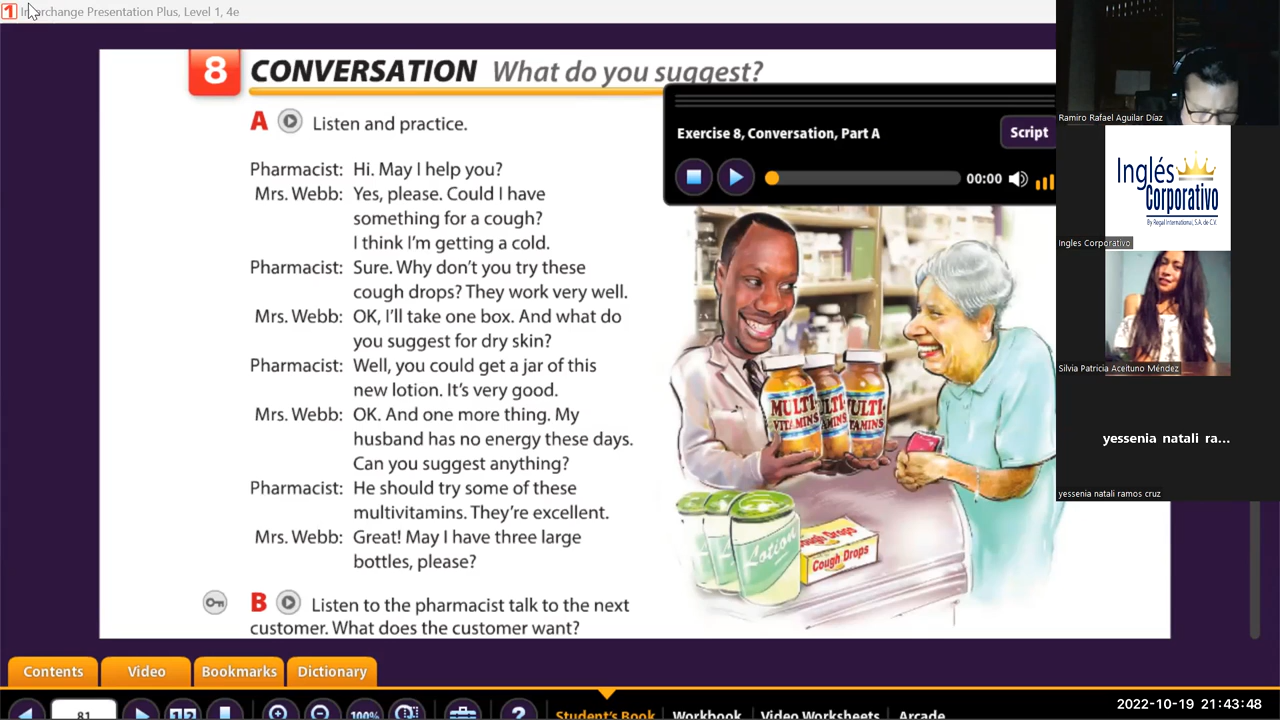 Interchange Presentation Plus, Level 1, 4e
8 CONVERSATION What do you suggest?
A Listen and practice.
Pharmacist: Hi. May I help you?
Mrs. Webb: Yes, please. Could I have
something for a cough?
I think I'm getting a cold.
Pharmacist: Sure. Why don't you try these
cough drops? They work very well.
Mrs. Webb: OK, I'll take one box. And what do
you suggest for dry skin?
Pharmacist: Well, you could get a jar of this
new lotion. It's very good.
Mrs. Webb: OK. And one more thing. My
husband has no energy these days.
Can you suggest anything?
Pharmacist: He should try some of these
multivitamins. They're excellent.
Mrs. Webb: Great! May I have three large
bottles, please?
B Listen to the pharmacist talk to the next
customer. What does the customer want?
Exercise 8, Conversation, Part A
Script
00:00
MULTI
VITAMINS
MULTI
VITAMINS
Lotion
Cough Drops
Cough Drops
Ramiro Rafael Aguilar Díaz
Inglés
Corporativo
By Regal International, S.A. de C.V.
Ingles Corporativo
Silvia Patricia Aceituno Méndez
yessenia natali ra...
yessenia natali ramos cruz
Contents
Video
Bookmarks
Dictionary
81
100%
?
Student's Book
Workbook
Video Worksheets
Arcade
2022-10-19 21:43:48